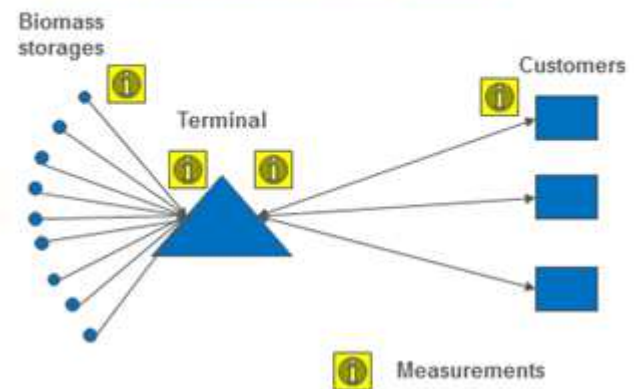 Biomass
storages
Customers
Terminal
Measurements